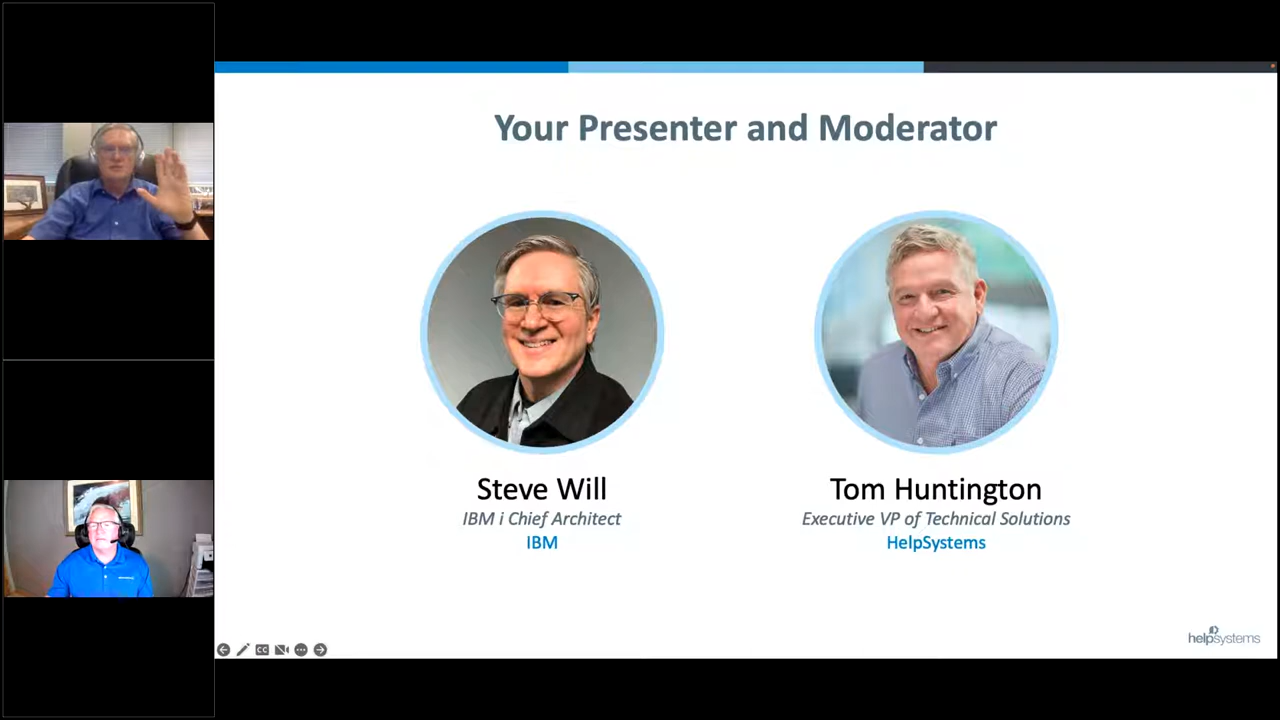 Your Presenter and Moderator
Steve Will
IBM i Chief Architect
IBM
Tom Huntington
Executive VP of Technical Solutions
HelpSystems
helpsystems
CC